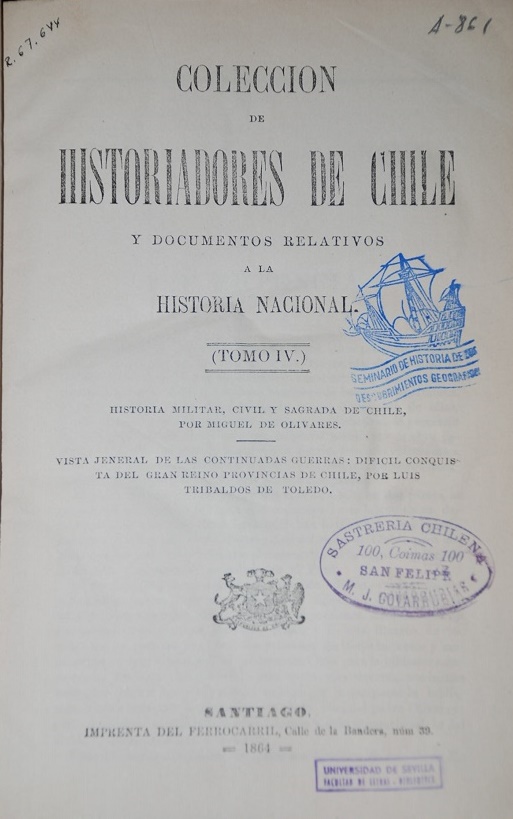 R. 67.644
A-861
COLECCION
DE
HISTORIADORES DE CHILE
Y DOCUMENTOS RELATIVOS
A LA
HISTORIA NACIONAL.
(TOMO IV.)
SEMINARIO DE HISTORIA DE
DESCUBRIMIENTOS
HISTORIA MILITAR, CIVIL Y SAGRADA DE CHILE,
POR MIGUEL DE OLIVARES.
VISTA JENERAL DE LAS CONTINUADAS GUERRAS: DIFICIL CONQUIS-
TA DEL GRAN REINO PROVINCIAS DE CHILE, POR LUIS
TRIBALDOS DE TOLEDO.
SASTRERIA CHILENA
100, Coimas 100
SAN FELIPE
M. J.
SANTIAGO.
IMPRENTA DEL FERROCARRIL, Calle de la Bandera, núm 39.
1864
UNIVERSIDAD DE SEVILLA